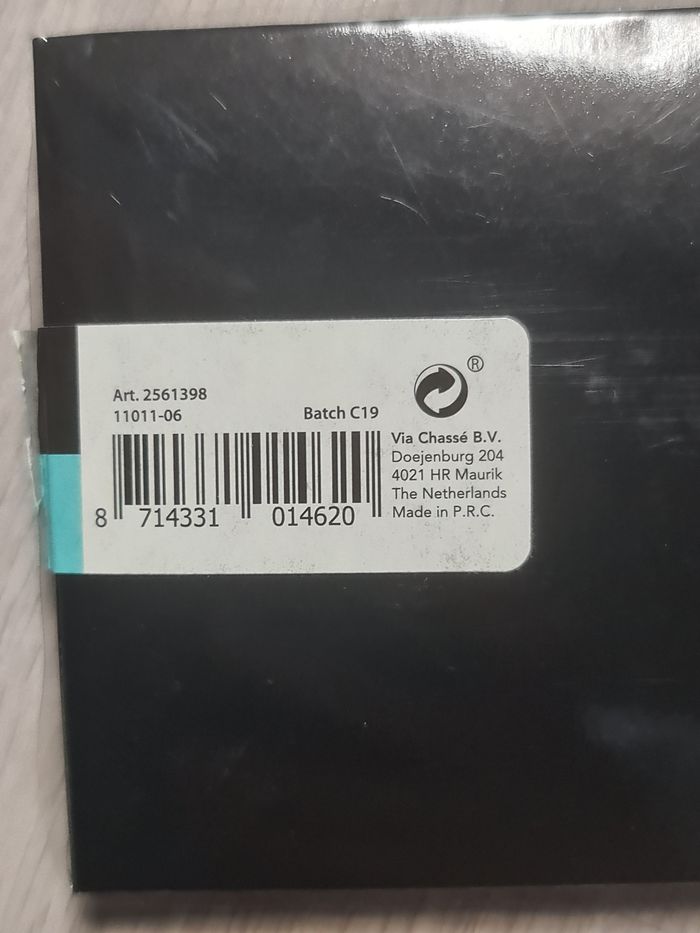 Art. 2561398
11011-06
Batch C19
8 714331 014620
®
Via Chassé B.V.
Doejenburg 204
4021 HR Maurik
The Netherlands
Made in P.R.C.